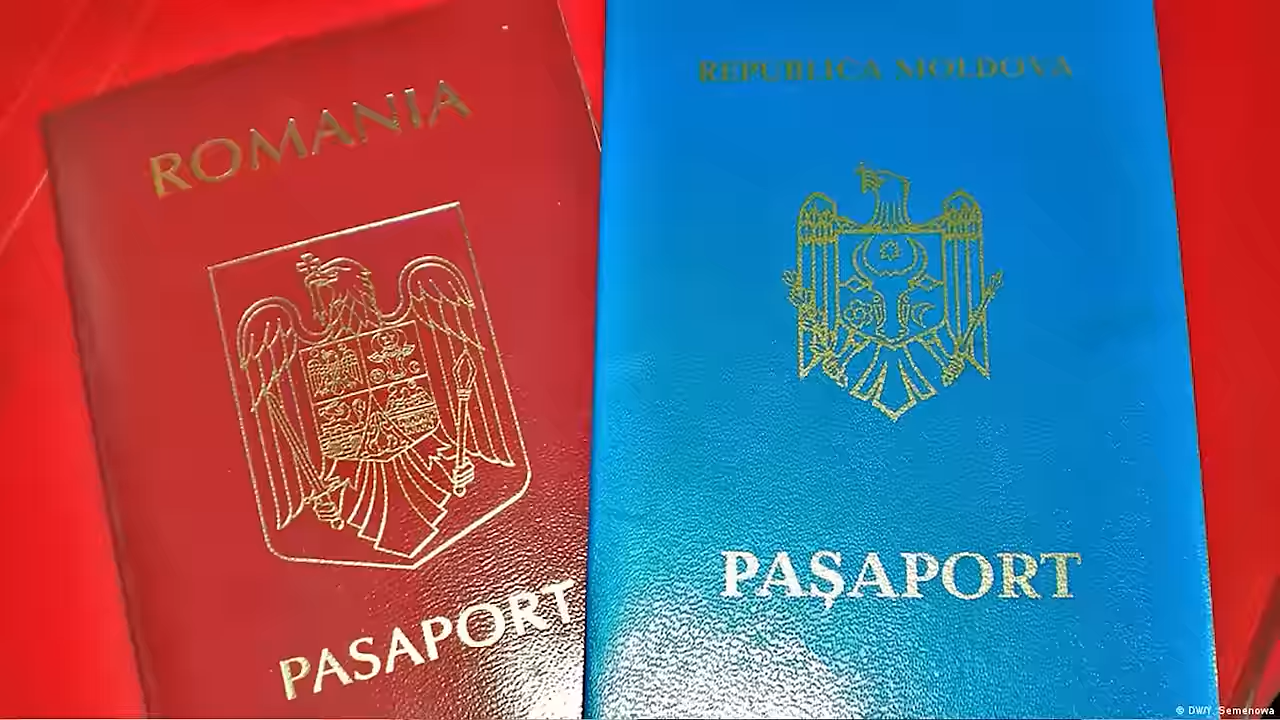 ROMANIA
PASAPORT
REPUBLICA MOLDOVA
PAŞAPORT
© DW/Y. Semenowa